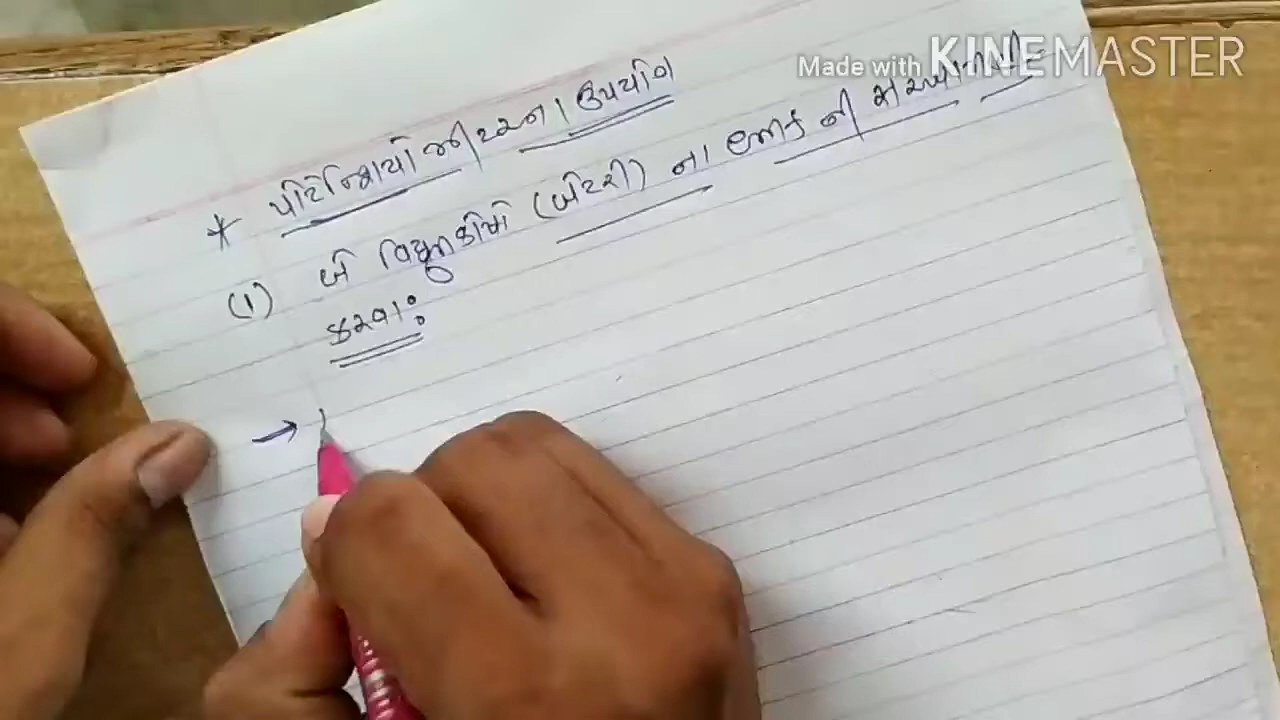 Made with KINEMASTER
* પોટેન્શિયોમીટરના ઉપયોગ
(1) બે વિદ્યુતકોષો (બેટરી) ના emf ની સરખામણી
કરવા:
→